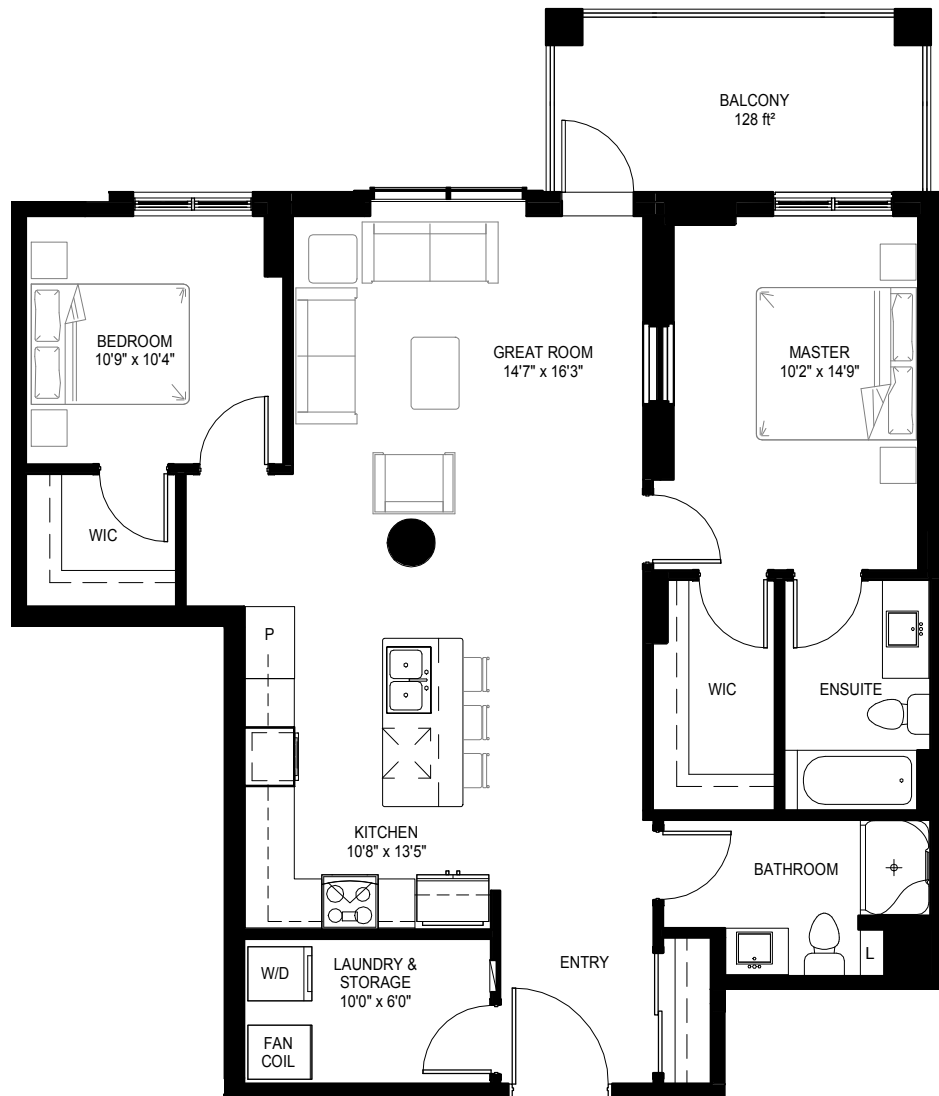 BALCONY
128 ft²
BEDROOM
10'9" x 10'4"
GREAT ROOM
14'7" x 16'3"
MASTER
10'2" x 14'9"
WIC
P
WIC
ENSUITE
KITCHEN
10'8" x 13'5"
BATHROOM
L
W/D
LAUNDRY &
STORAGE
10'0" x 6'0"
ENTRY
FAN
COIL